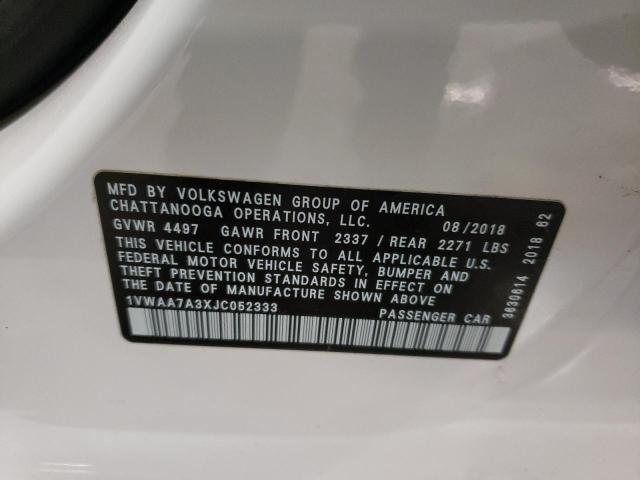 MFD BY VOLKSWAGEN GROUP OF AMERICA
CHATTANOOGA OPERATIONS, LLC. 08/2018
GVWR 4497 GAWR FRONT 2337 / REAR 2271 LBS
THIS VEHICLE CONFORMS TO ALL APPLICABLE U.S.
FEDERAL MOTOR VEHICLE SAFETY, BUMPER AND
THEFT PREVENTION STANDARDS IN EFFECT ON
THE DATE OF MANUFACTURE SHOWN ABOVE
1VWAA7A3XJC052333 PASSENGER CAR
3630614 2018 62